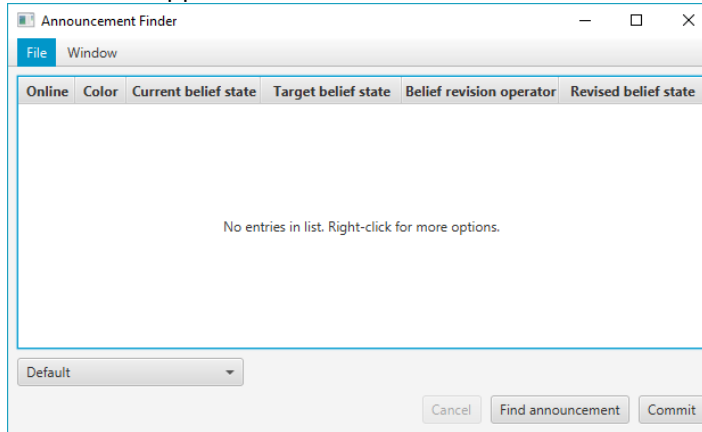 Announcement Finder
File Window
Online Color Current belief state Target belief state Belief revision operator Revised belief state
No entries in list. Right-click for more options.
Default
Cancel Find announcement Commit